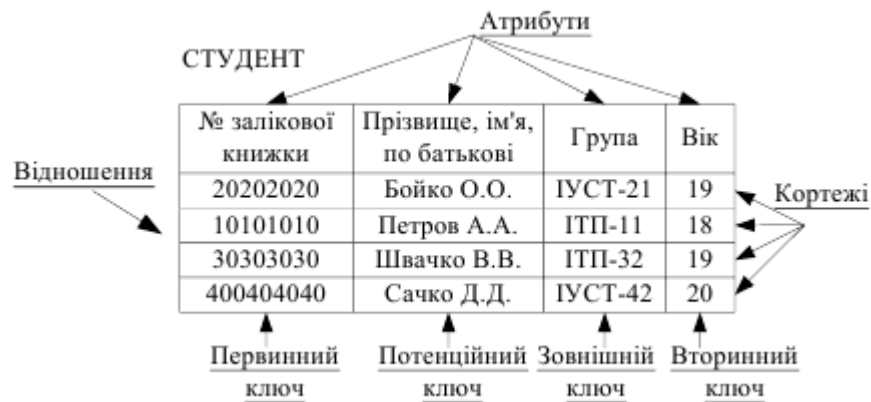 Атрибути
СТУДЕНТ
№ залікової книжки Прізвище, ім'я, по батькові Група Вік
Відношення
20202020 Бойко О.О. ІУСТ-21 19
Кортежі
10101010 Петров А.А. ІТП-11 18
30303030 Швачко В.В. ІТП-32 19
400404040 Сачко Д.Д. ІУСТ-42 20
Первинний Потенційний Зовнішній Вторинний
ключ ключ ключ ключ